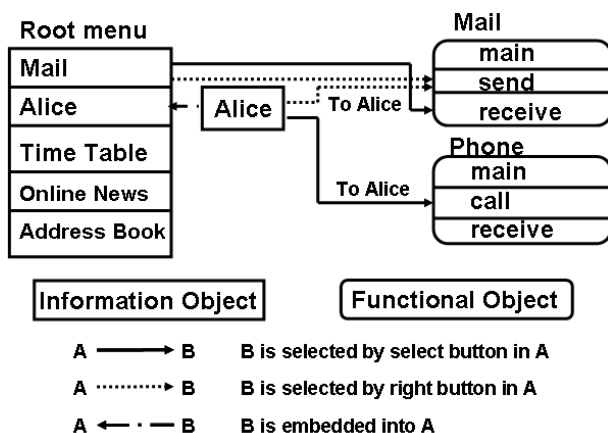 Root menu
Mail
Alice
Time Table
Online News
Address Book
Alice
To Alice
To Alice
Mail
main
send
receive
Phone
main
call
receive
Information Object
Functional Object
A B B is selected by select button in A
A B B is selected by right button in A
A B B is embedded into A